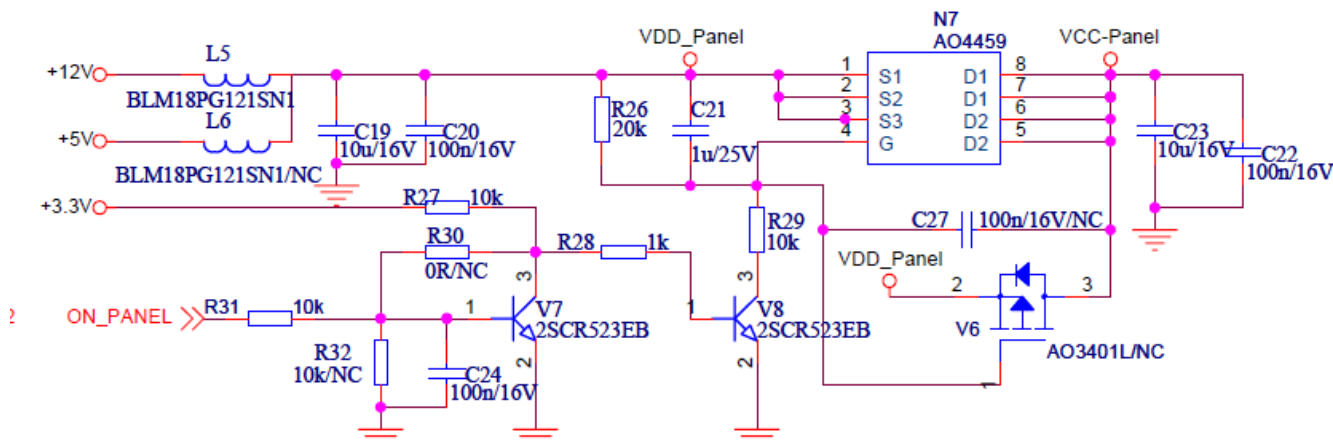 N7
AO4459
VDD_Panel
VCC-Panel
L5
+12V
BLM18PG121SN1
L6
+5V
BLM18PG121SN1/NC
C19
10u/16V
C20
100n/16V
R26
20k
C21
1u/25V
1 S1 D1 8
2 S2 D1 7
3 S3 D2 6
4 G D2 5
C23
10u/16V
C22
100n/16V
+3.3V
R27 10k
R30
0R/NC
R28 1k
R29
10k
C27 100n/16V/NC
VDD_Panel
2 3
V6
AO3401L/NC
1
ON_PANEL
R31 10k
1 3
V7
2SCR523EB
2
1 3
V8
2SCR523EB
2
R32
10k/NC
C24
100n/16V